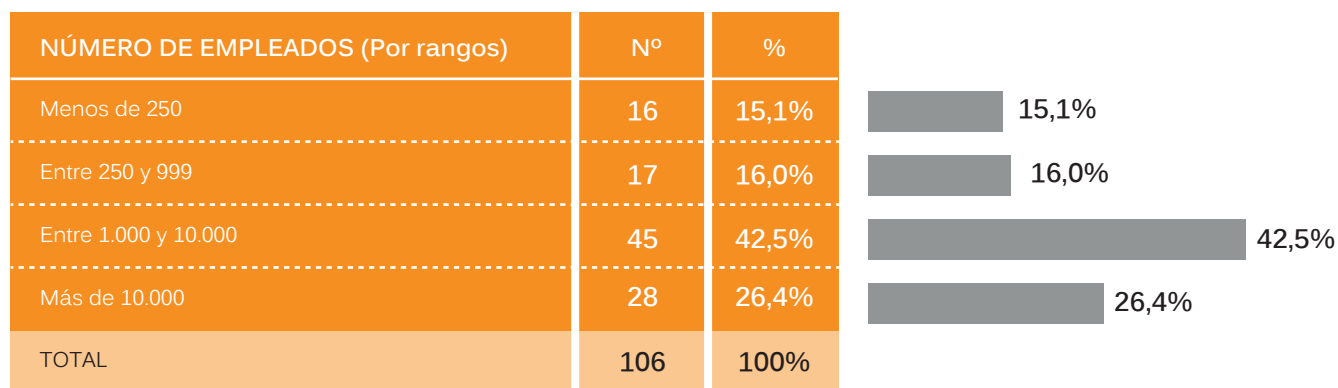 NÚMERO DE EMPLEADOS (Por rangos) Nº %
Menos de 250 16 15,1% 15,1%
Entre 250 y 999 17 16,0% 16,0%
Entre 1.000 y 10.000 45 42,5% 42,5%
Más de 10.000 28 26,4% 26,4%
TOTAL 106 100%